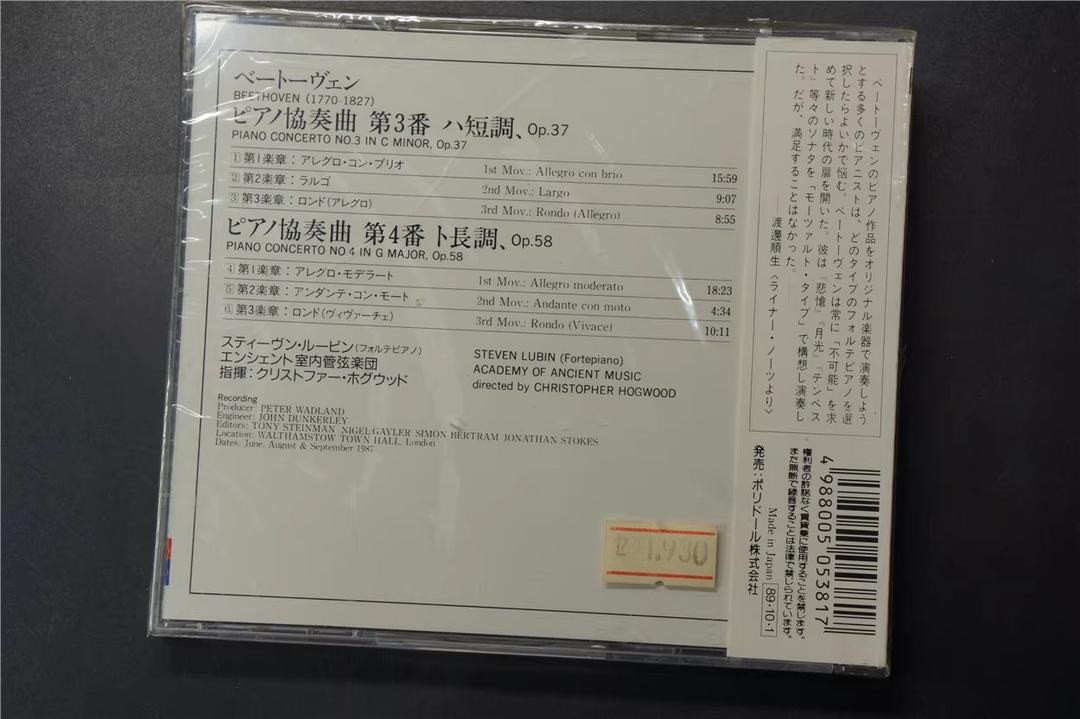 ベートーヴェン
BEETHOVEN (1770-1827)
ピアノ協奏曲 第3番 ハ短調、Op.37
PIANO CONCERTO NO.3 IN C MINOR, Op.37
1 第1楽章：アレグロ・コン・ブリオ 1st Mov.: Allegro con brio 15:59
2 第2楽章：ラルゴ 2nd Mov.: Largo 9:07
3 第3楽章：ロンド（アレグロ） 3rd Mov.: Rondo (Allegro) 8:55
ピアノ協奏曲 第4番 ト長調、Op.58
PIANO CONCERTO NO.4 IN G MAJOR, Op.58
4 第1楽章：アレグロ・モデラート 1st Mov.: Allegro moderato 18:23
5 第2楽章：アンダンテ・コン・モート 2nd Mov.: Andante con moto 4:34
6 第3楽章：ロンド（ヴィヴァーチェ） 3rd Mov.: Rondo (Vivace) 10:11
スティーヴン・ルービン（フォルテピアノ）
エンシェント室内管弦楽団
指揮：クリストファー・ホグウッド
STEVEN LUBIN (Fortepiano)
ACADEMY OF ANCIENT MUSIC
directed by CHRISTOPHER HOGWOOD
Recording
Producer: PETER WADLAND
Engineer: JOHN DUNKERLEY
Editors: TONY STEINMAN NIGEL GAYLER SIMON BERTRAM JONATHAN STOKES
Location: WALTHAMSTOW TOWN HALL, London
Dates: June, August & September 1987
1.930
ベートーヴェンのピアノ作品をオリジナル楽器で演奏しよう
とする多くのピアニストは、どのタイプのフォルテピアノを選
択したらよいかで悩む。ベートーヴェンは常に「不可能」を求
めて新しい時代の扉を開いた。彼は『悲愴』『月光』『テンペス
ト』等々のソナタを「モーツァルト・タイプ」で構想し演奏し
た。だが、満足することはなかった。
渡邊順生〈ライナー・ノーツより〉
4 988005 053817
権利者の許諾なく賃貸業に使用することを禁じます。
また無断で録音することは法律で禁じられています。
Made in Japan 89・10・1
発売：ポリドール株式会社